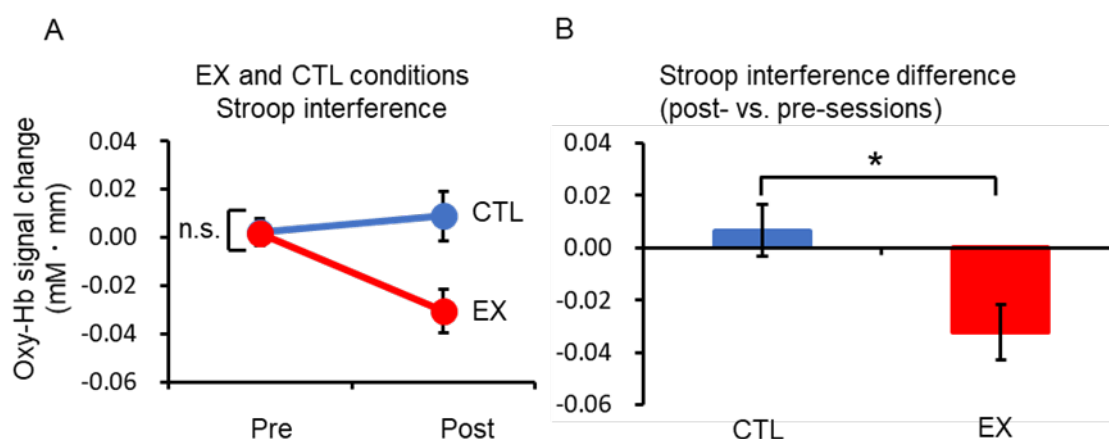 A
EX and CTL conditions
Stroop interference
Oxy-Hb signal change
(mM・mm)
0.04
0.02
0.00
-0.02
-0.04
-0.06
n.s.
CTL
EX
Pre
Post
B
Stroop interference difference
(post- vs. pre-sessions)
0.04
0.02
0.00
-0.02
-0.04
-0.06
*
CTL
EX